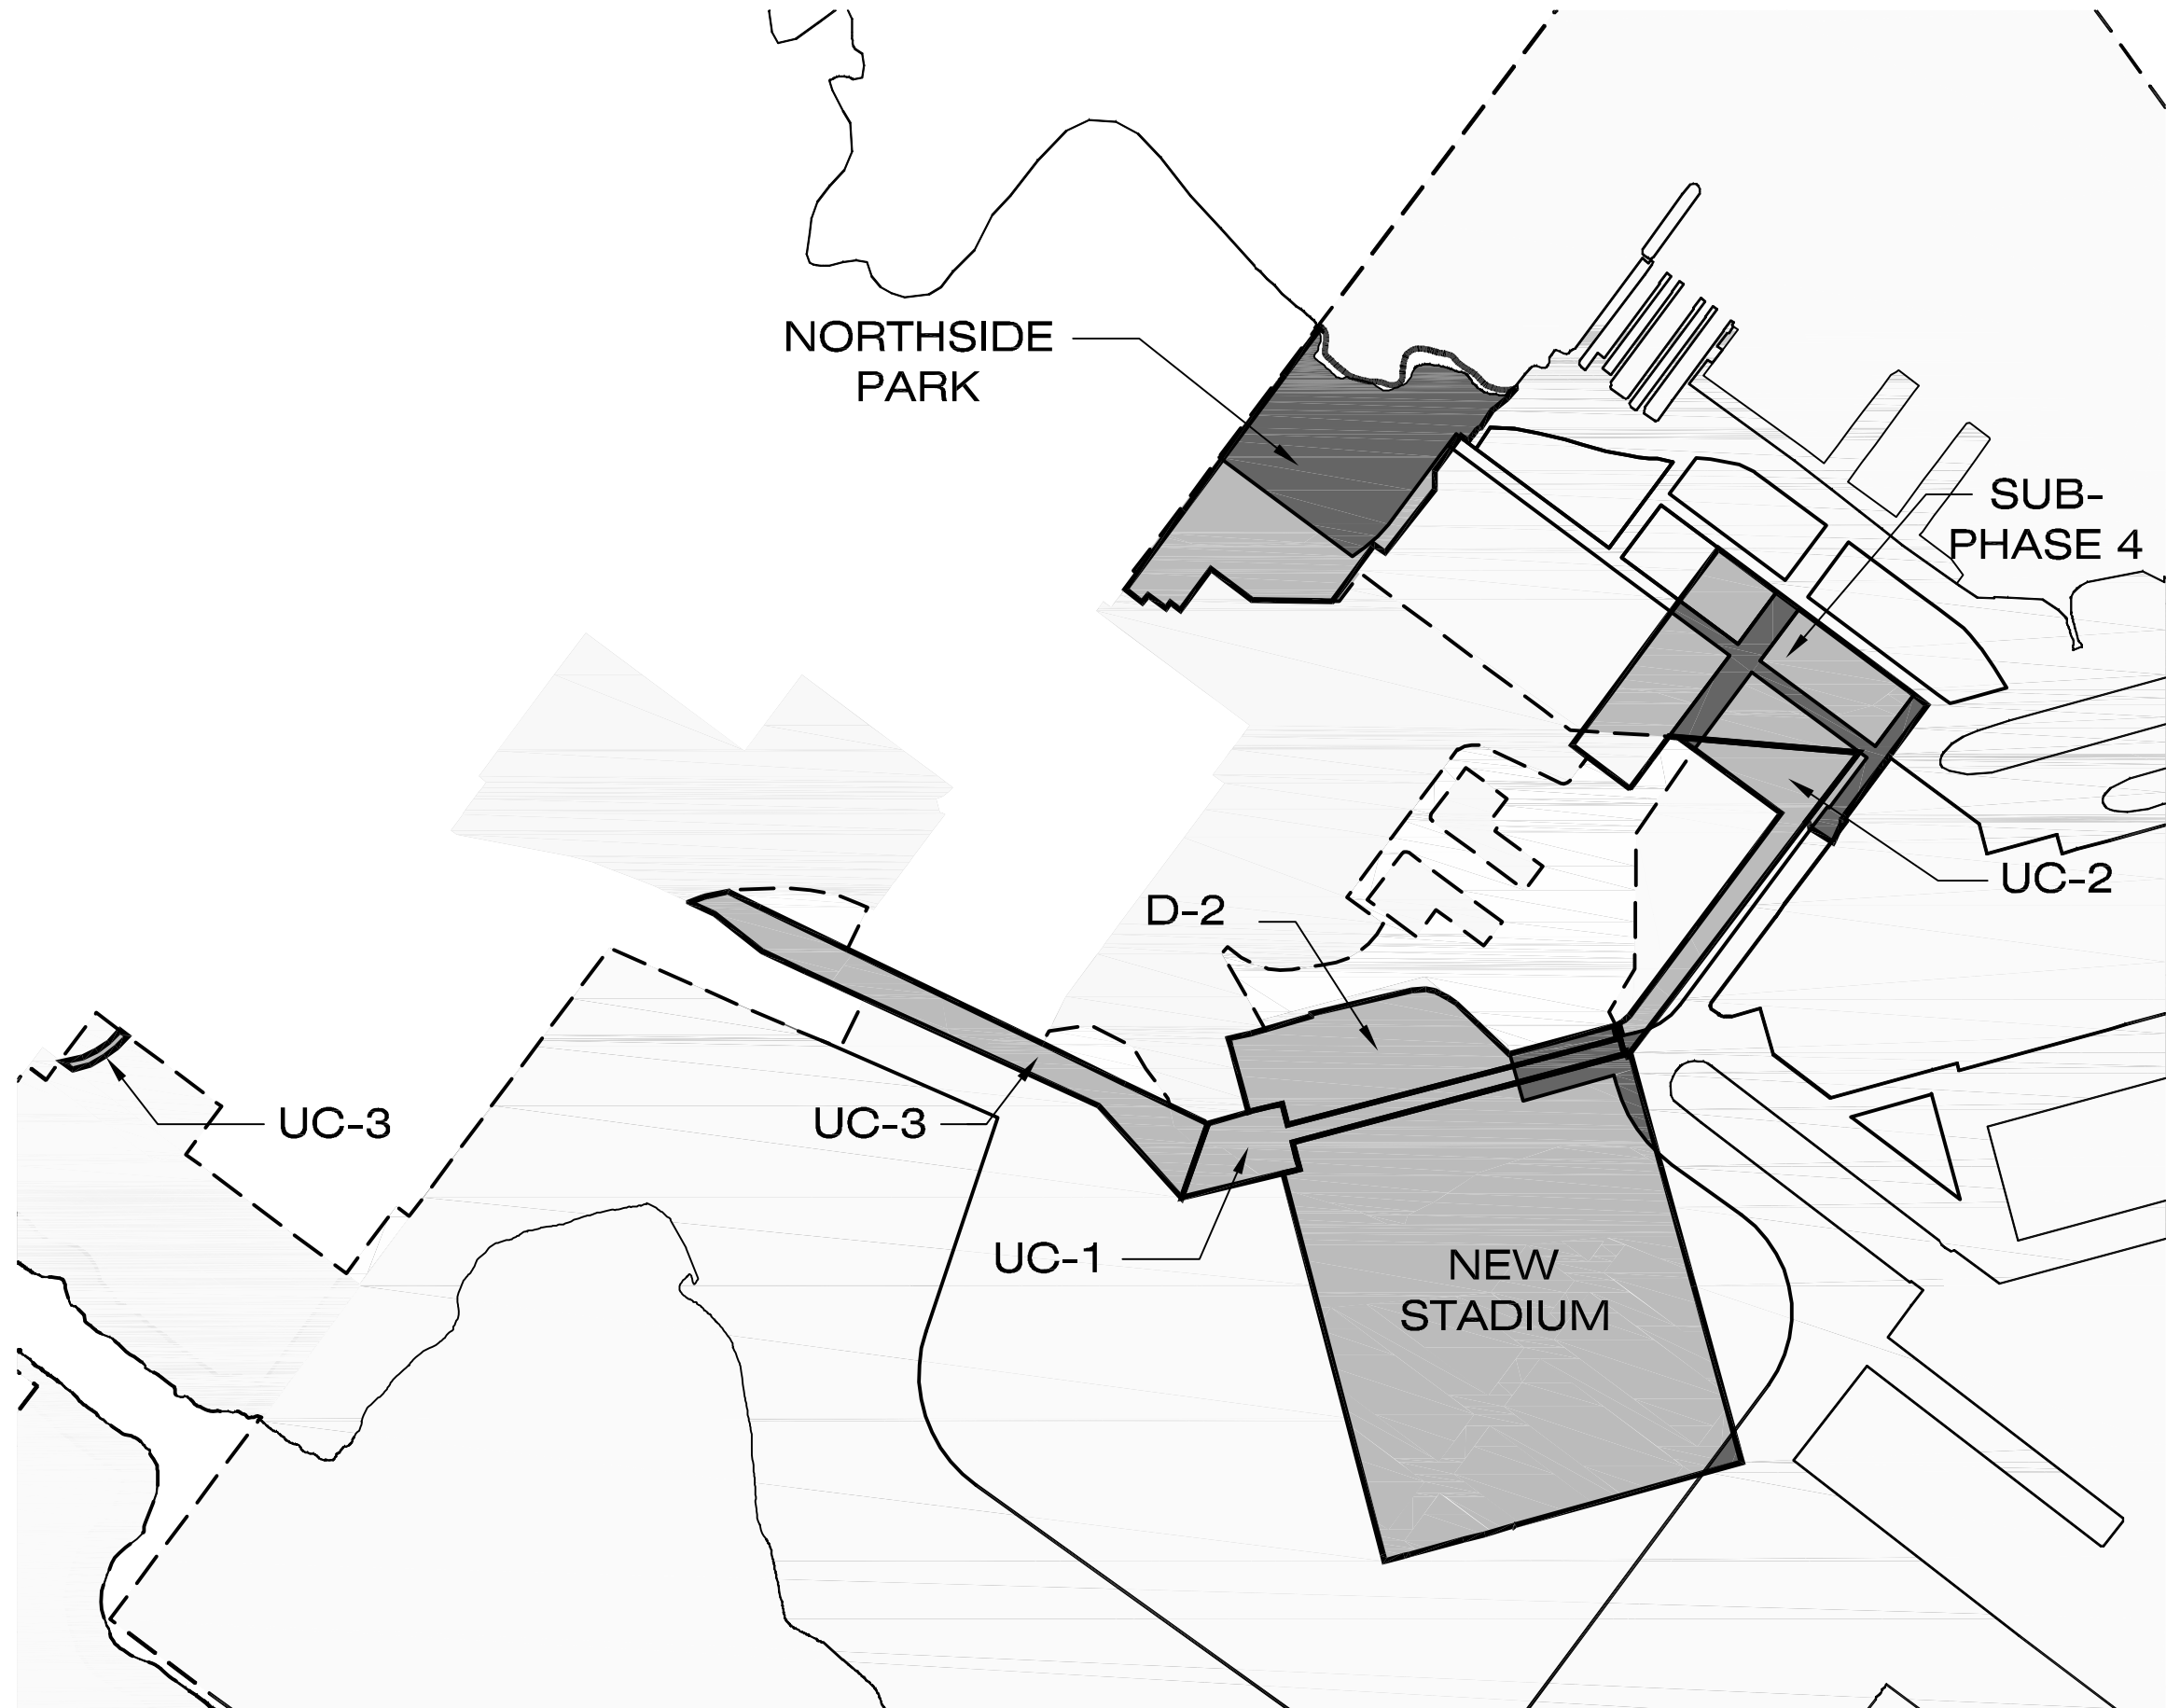 NORTHSIDE
PARK
SUB-
PHASE 4
UC-2
D-2
UC-3
UC-3
UC-1
NEW
STADIUM